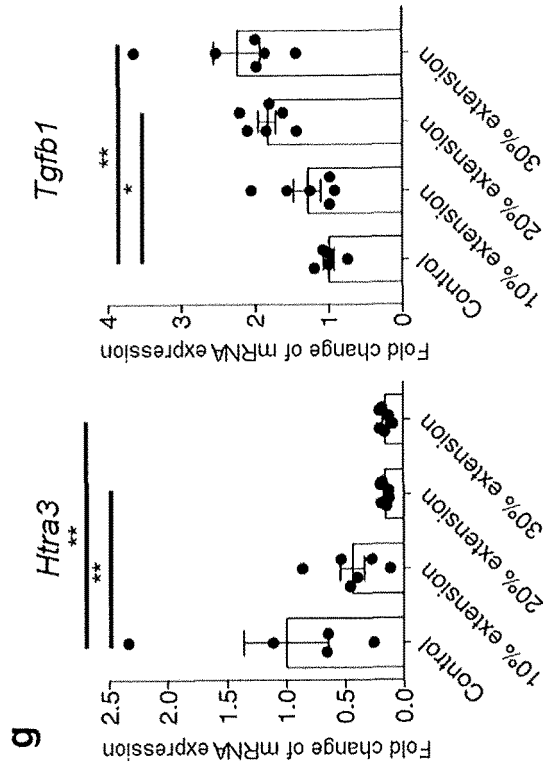 g
Htra3
**
**
Fold change of mRNA expression
2.5
2.0
1.5
1.0
0.5
0.0
Control
10% extension
20% extension
30% extension
Tgfb1
**
*
Fold change of mRNA expression
4
3
2
1
0
Control
10% extension
20% extension
30% extension